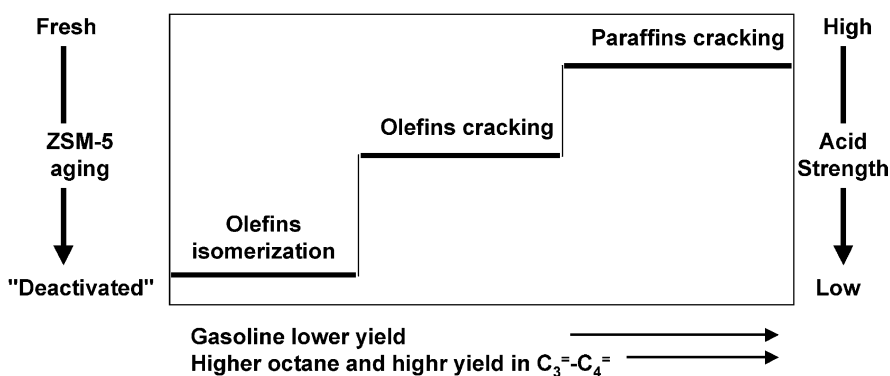 Fresh
ZSM-5
aging
"Deactivated"
Paraffins cracking
Olefins cracking
Olefins
isomerization
High
Acid
Strength
Low
Gasoline lower yield
Higher octane and highr yield in C₃⁼-C₄⁼